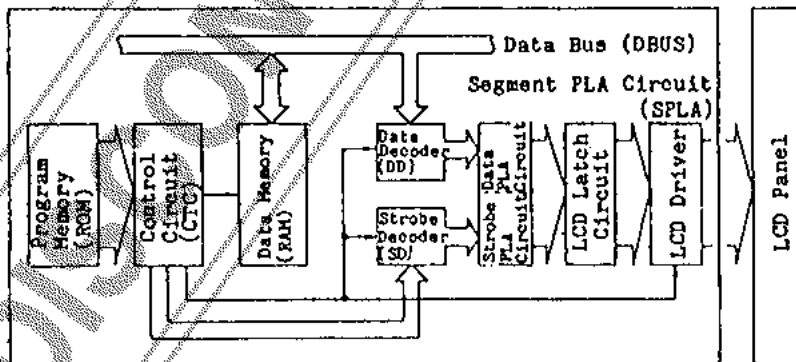 Data Bus (DBUS)
Segment PLA Circuit
(SPLA)
Program
Memory
(ROM)
Control
Circuit
(CTC)
Data Memory
(RAM)
Data
Decoder
(DD)
Strobe
Decoder
(SD)
Strobe Data
PLA PLA
Circuit Circuit
LCD Latch
Circuit
LCD Driver
LCD Panel
DISCON